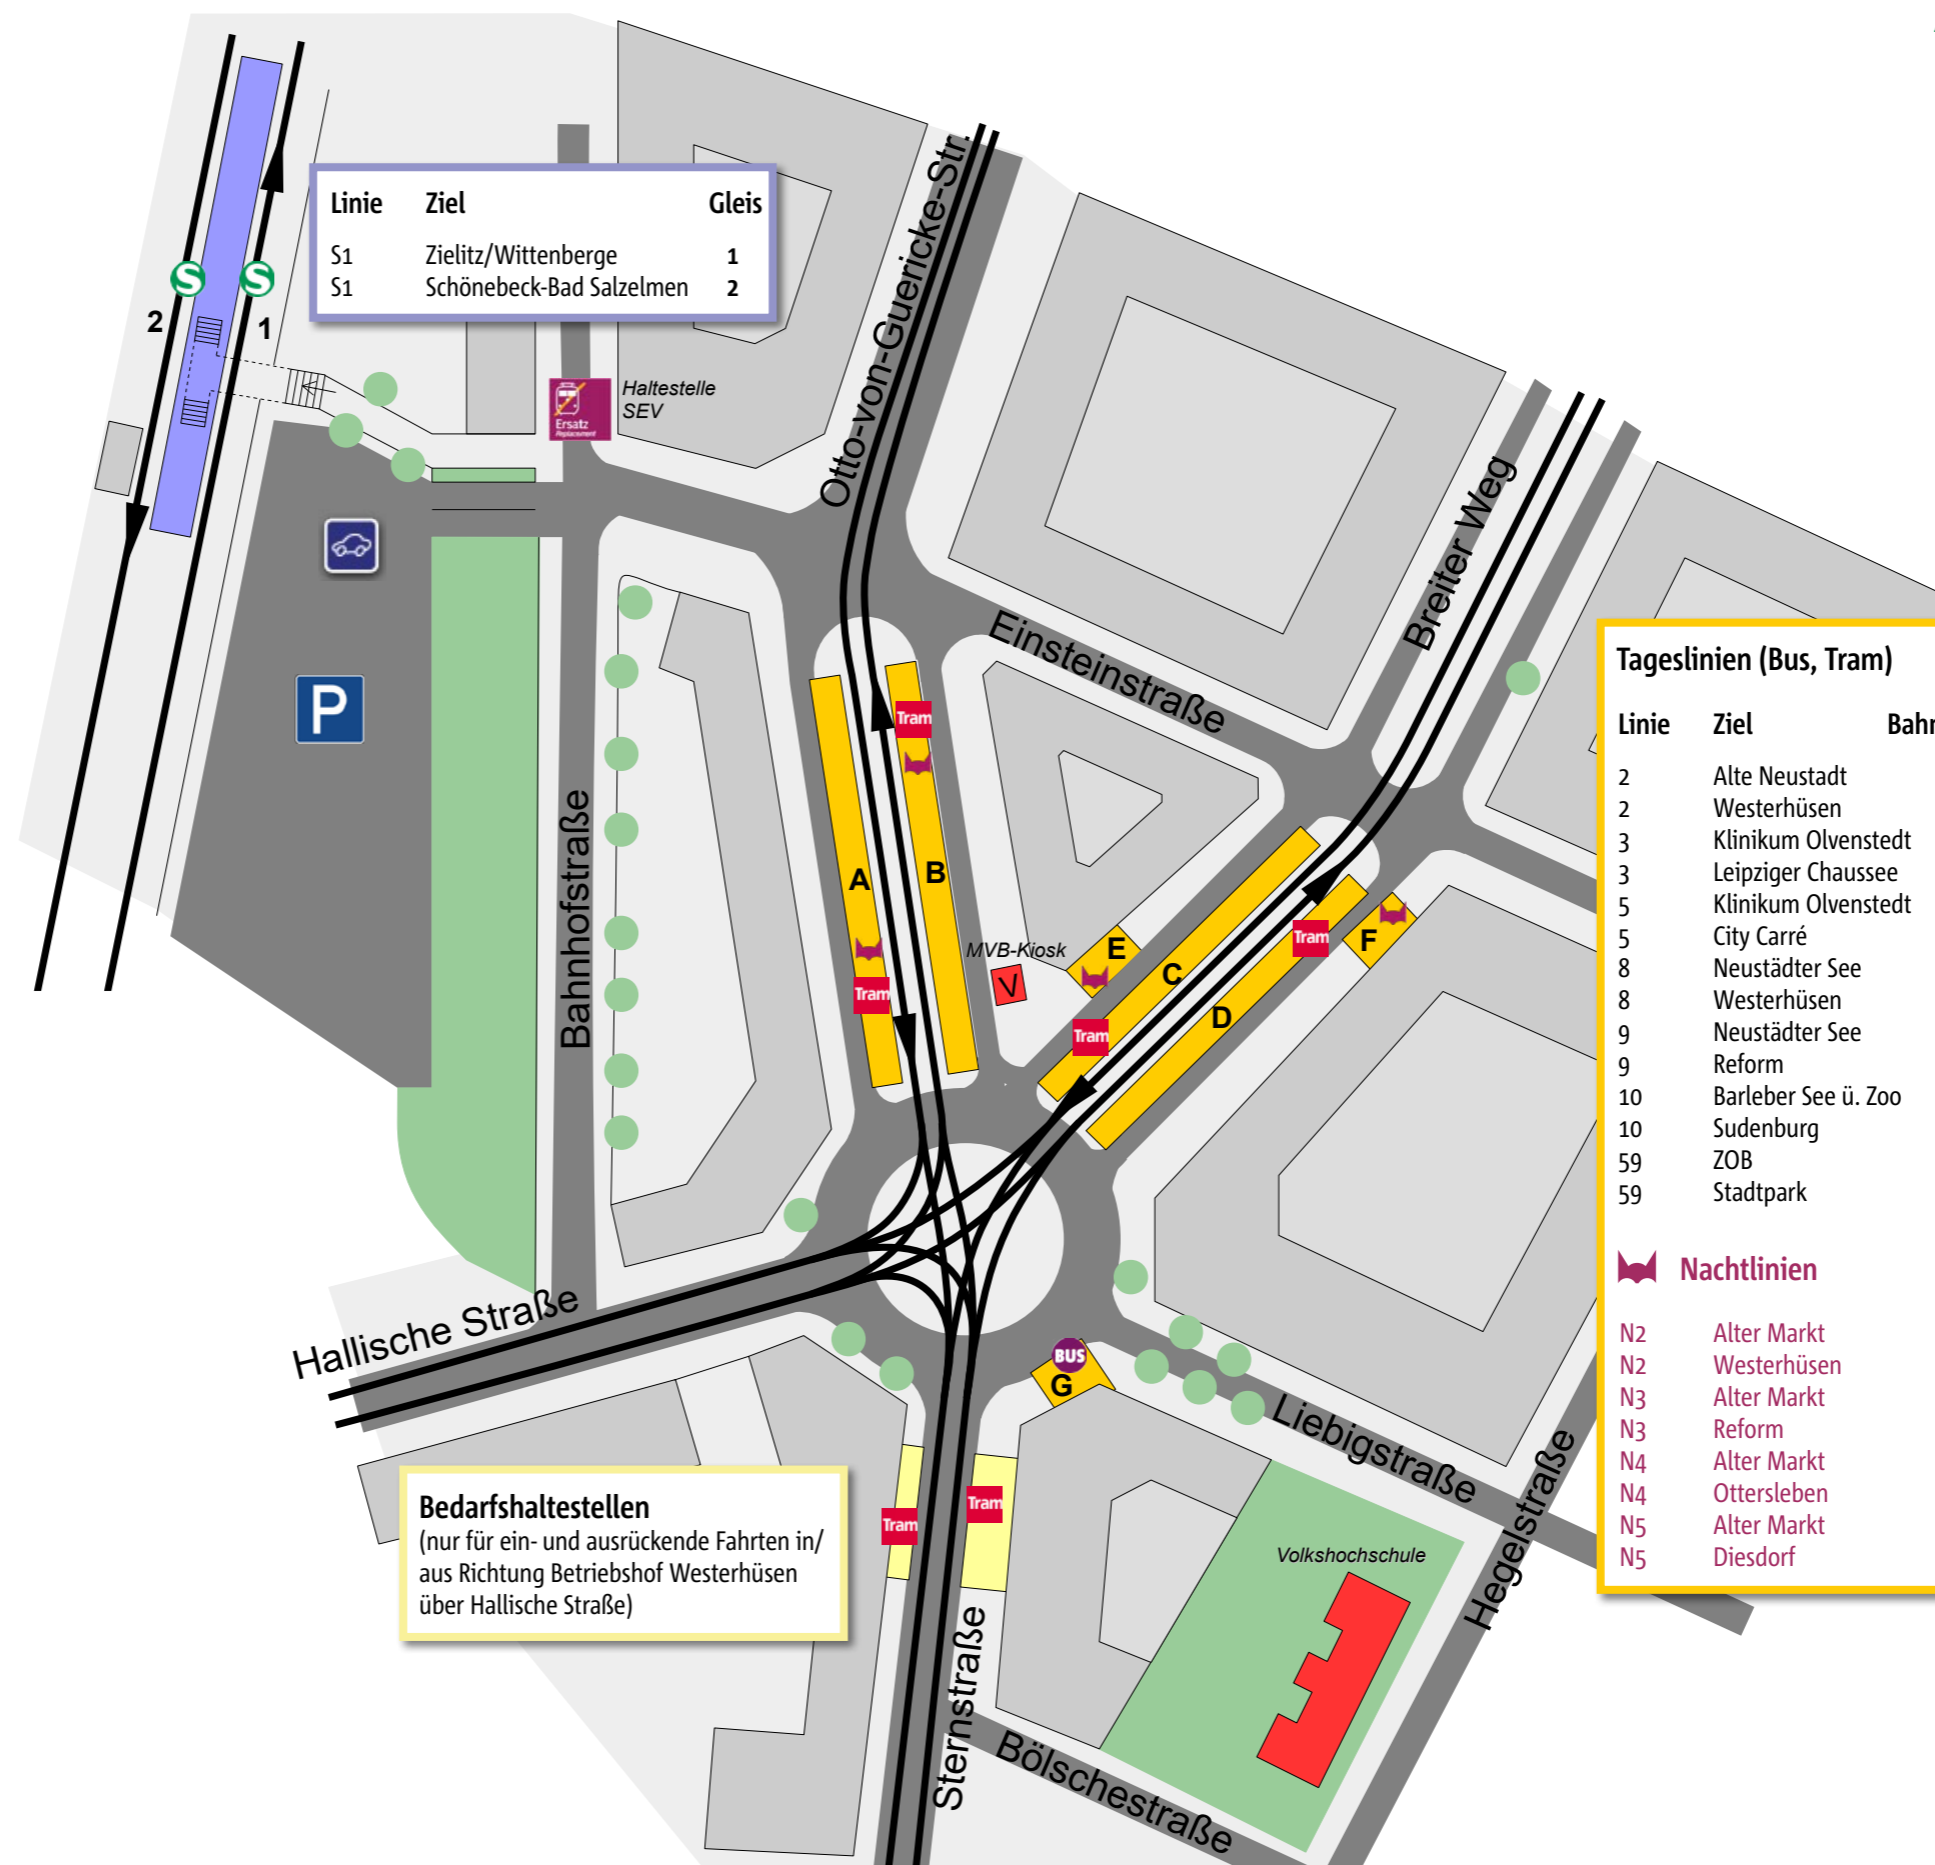 Linie Ziel Gleis
S1 Zielitz/Wittenberge 1
S1 Schönebeck-Bad Salzelmen 2
S
S
2
1
Haltestelle
SEV
Ersatz
Replacement
Otto-von-Guericke-Str.
Breiter Weg
Einsteinstraße
P
Bahnhofstraße
Tram
A
B
Tram
MVB-Kiosk
V
E
C
Tram
D
Tram
F
Hallische Straße
BUS
G
Liebigstraße
Hegelstraße
Tram
Tram
Volkshochschule
Sternstraße
Bölschestraße
Bedarfshaltestellen
(nur für ein- und ausrückende Fahrten in/
aus Richtung Betriebshof Westerhüsen
über Hallische Straße)
Tageslinien (Bus, Tram)
Linie Ziel
2 Alte Neustadt
2 Westerhüsen
3 Klinikum Olvenstedt
3 Leipziger Chaussee
5 Klinikum Olvenstedt
5 City Carré
8 Neustädter See
8 Westerhüsen
9 Neustädter See
9 Reform
10 Barleber See ü. Zoo
10 Sudenburg
59 ZOB
59 Stadtpark
Nachtlinien
N2 Alter Markt
N2 Westerhüsen
N3 Alter Markt
N3 Reform
N4 Alter Markt
N4 Ottersleben
N5 Alter Markt
N5 Diesdorf